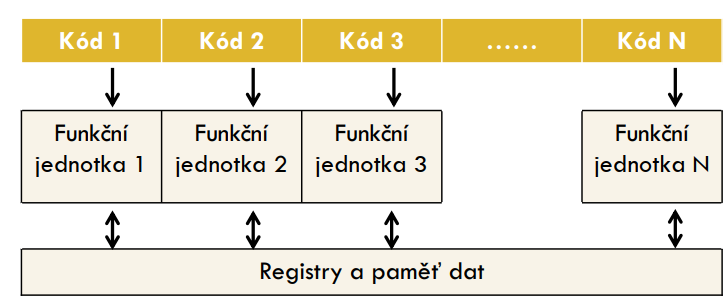 Kód 1 Kód 2 Kód 3 ...... Kód N
Funkční jednotka 1
Funkční jednotka 2
Funkční jednotka 3
Funkční jednotka N
Registry a paměť dat